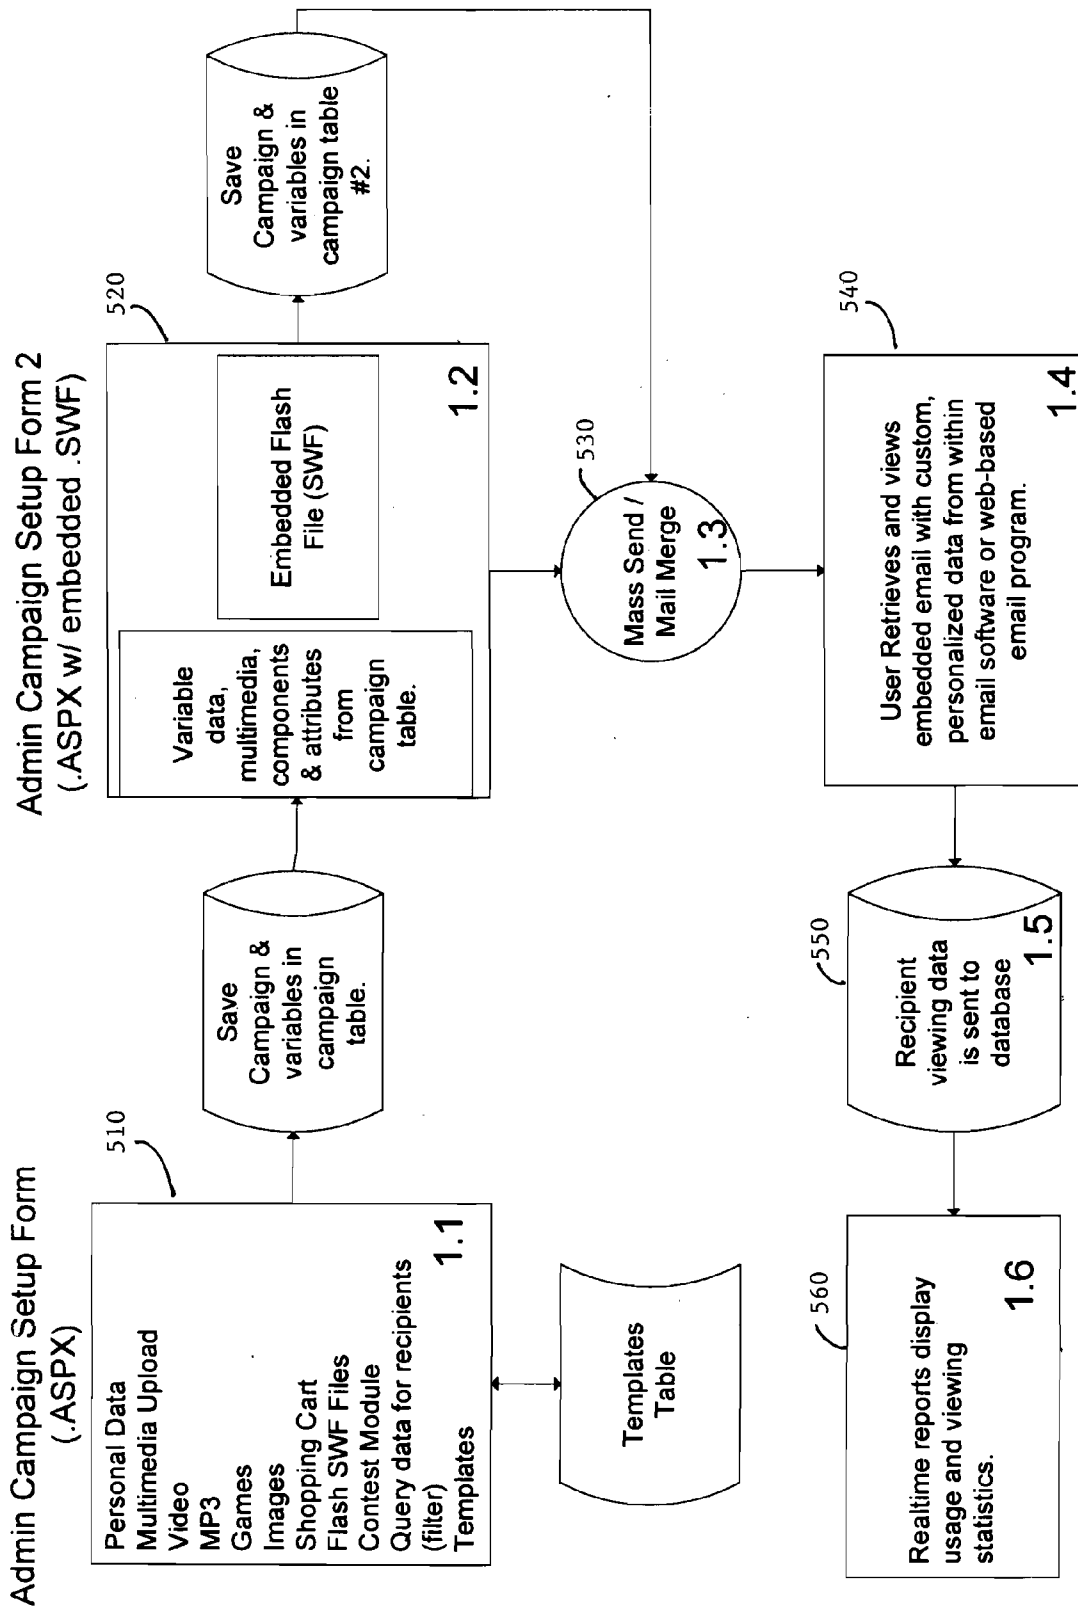 Admin Campaign Setup Form
(.ASPX)
510
Personal Data
Multimedia Upload
Video
MP3
Games
Images
Shopping Cart
Flash SWF Files
Contest Module
Query data for recipients
(filter)
Templates
1.1
Templates
Table
Save
Campaign &
variables in
campaign
table.
Admin Campaign Setup Form 2
(.ASPX w/ embedded .SWF)
520
Variable
data,
multimedia,
components
& attributes
from
campaign
table.
Embedded Flash
File (SWF)
1.2
Save
Campaign &
variables in
campaign table
#2.
530
Mass Send /
Mail Merge
1.3
540
User Retrieves and views
embedded email with custom,
personalized data from within
email software or web-based
email program.
1.4
550
Recipient
viewing data
is sent to
database
1.5
560
Realtime reports display
usage and viewing
statistics.
1.6